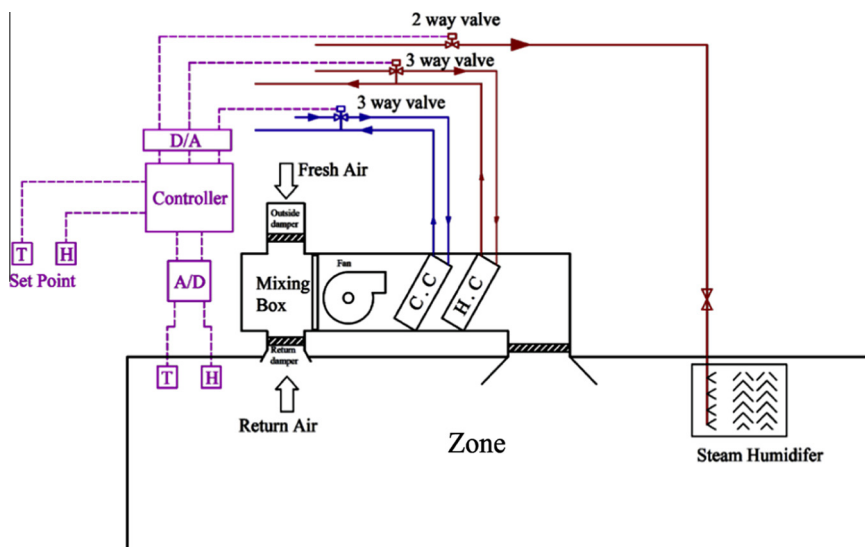 2 way valve
3 way valve
3 way valve
D/A
Fresh Air
Controller
Outside
damper
T
H
Set Point
A/D
Mixing
Box
Fan
C.C
H.C
Return
damper
T
H
Return Air
Zone
Steam Humidifer